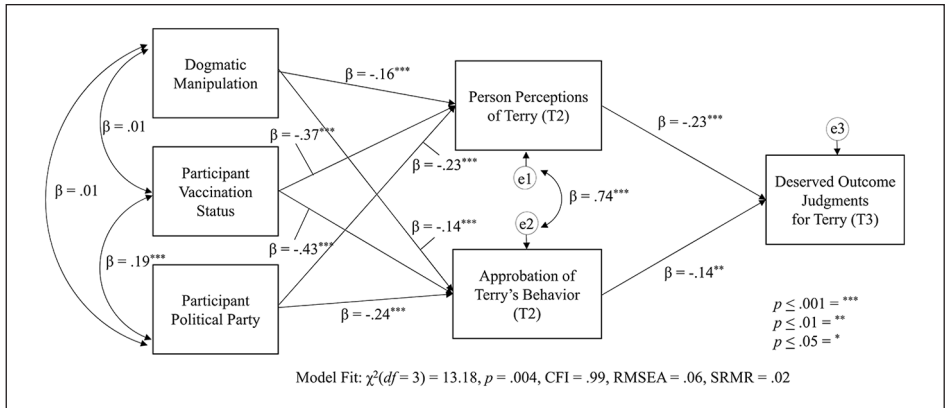 Dogmatic
Manipulation
β = -.16***
Person Perceptions
of Terry (T2)
β = -.23***
e3
β = .01
β = -.37***
β = .01
Participant
Vaccination
Status
β = -.23***
e1
β = .74***
Deserved Outcome
Judgments
for Terry (T3)
e2
β = -.14***
β = -.43***
β = .19***
Approbation of
Terry's Behavior
(T2)
β = -.14**
Participant
Political Party
β = -.24***
p ≤ .001 = ***
p ≤ .01 = **
p ≤ .05 = *
Model Fit: χ²(df = 3) = 13.18, p = .004, CFI = .99, RMSEA = .06, SRMR = .02